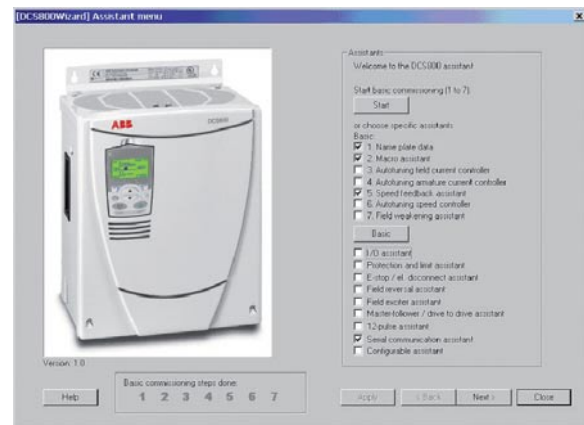 [DCS800Wizard] Assistant menu
ABB
DCS800
Assistants
Welcome to the DCS800 assistant
Start basic commissioning (1 to 7)
Start
or choose specific assistants
Basic:
1. Name plate data
2. Macro assistant
3. Autotuning field current controller
4. Autotuning armature current controller
5. Speed feedback assistant
6. Autotuning speed controller
7. Field weakening assistant
Basic
I/O assistant
Protection and limit assistant
E-stop / el. disconnect assistant
Field reversal assistant
Field exciter assistant
Master-follower / drive to drive assistant
12-pulse assistant
Serial communication assistant
Configurable assistant
Version: 1.0
Basic commissioning steps done:
1 2 3 4 5 6 7
Help
Apply
< Back
Next >
Close